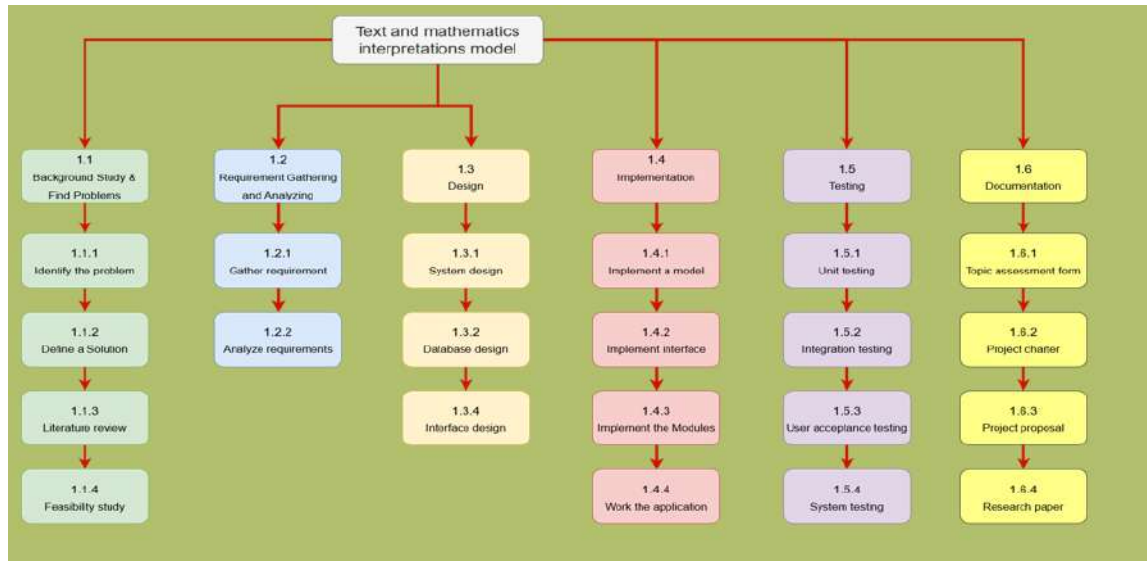 Text and mathematics
interpretations model
1.1
Background Study &
Find Problems
1.1.1
Identify the problem
1.1.2
Define a Solution
1.1.3
Literature review
1.1.4
Feasibility study
1.2
Requirement Gathering
and Analyzing
1.2.1
Gather requirement
1.2.2
Analyze requirements
1.3
Design
1.3.1
System design
1.3.2
Database design
1.3.4
Interface design
1.4
Implementation
1.4.1
Implement a model
1.4.2
Implement interface
1.4.3
Implement the Modules
1.4.4
Work the application
1.5
Testing
1.5.1
Unit testing
1.5.2
Integration testing
1.5.3
User acceptance testing
1.5.4
System testing
1.6
Documentation
1.6.1
Topic assessment form
1.6.2
Project charter
1.6.3
Project proposal
1.6.4
Research paper